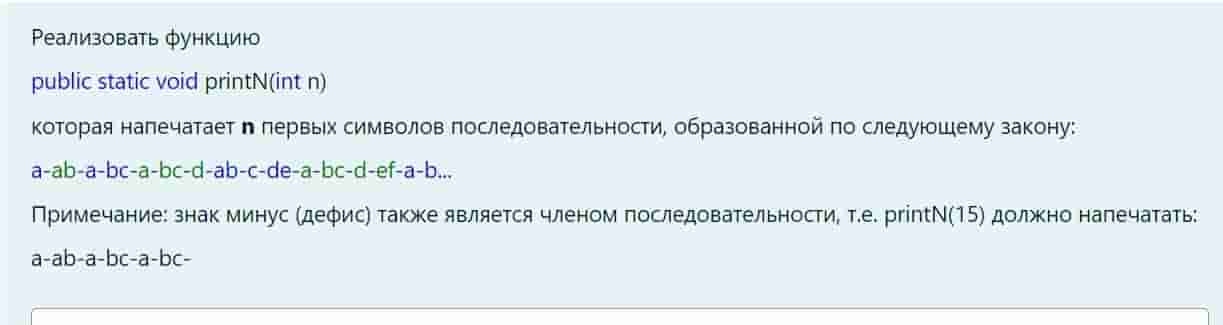 Реализовать функцию
public static void printN(int n)
которая напечатает n первых символов последовательности, образованной по следующему закону:
a-ab-a-bc-a-bc-d-ab-c-de-a-bc-d-ef-a-b...
Примечание: знак минус (дефис) также является членом последовательности, т.е. printN(15) должно напечатать:
a-ab-a-bc-a-bc-